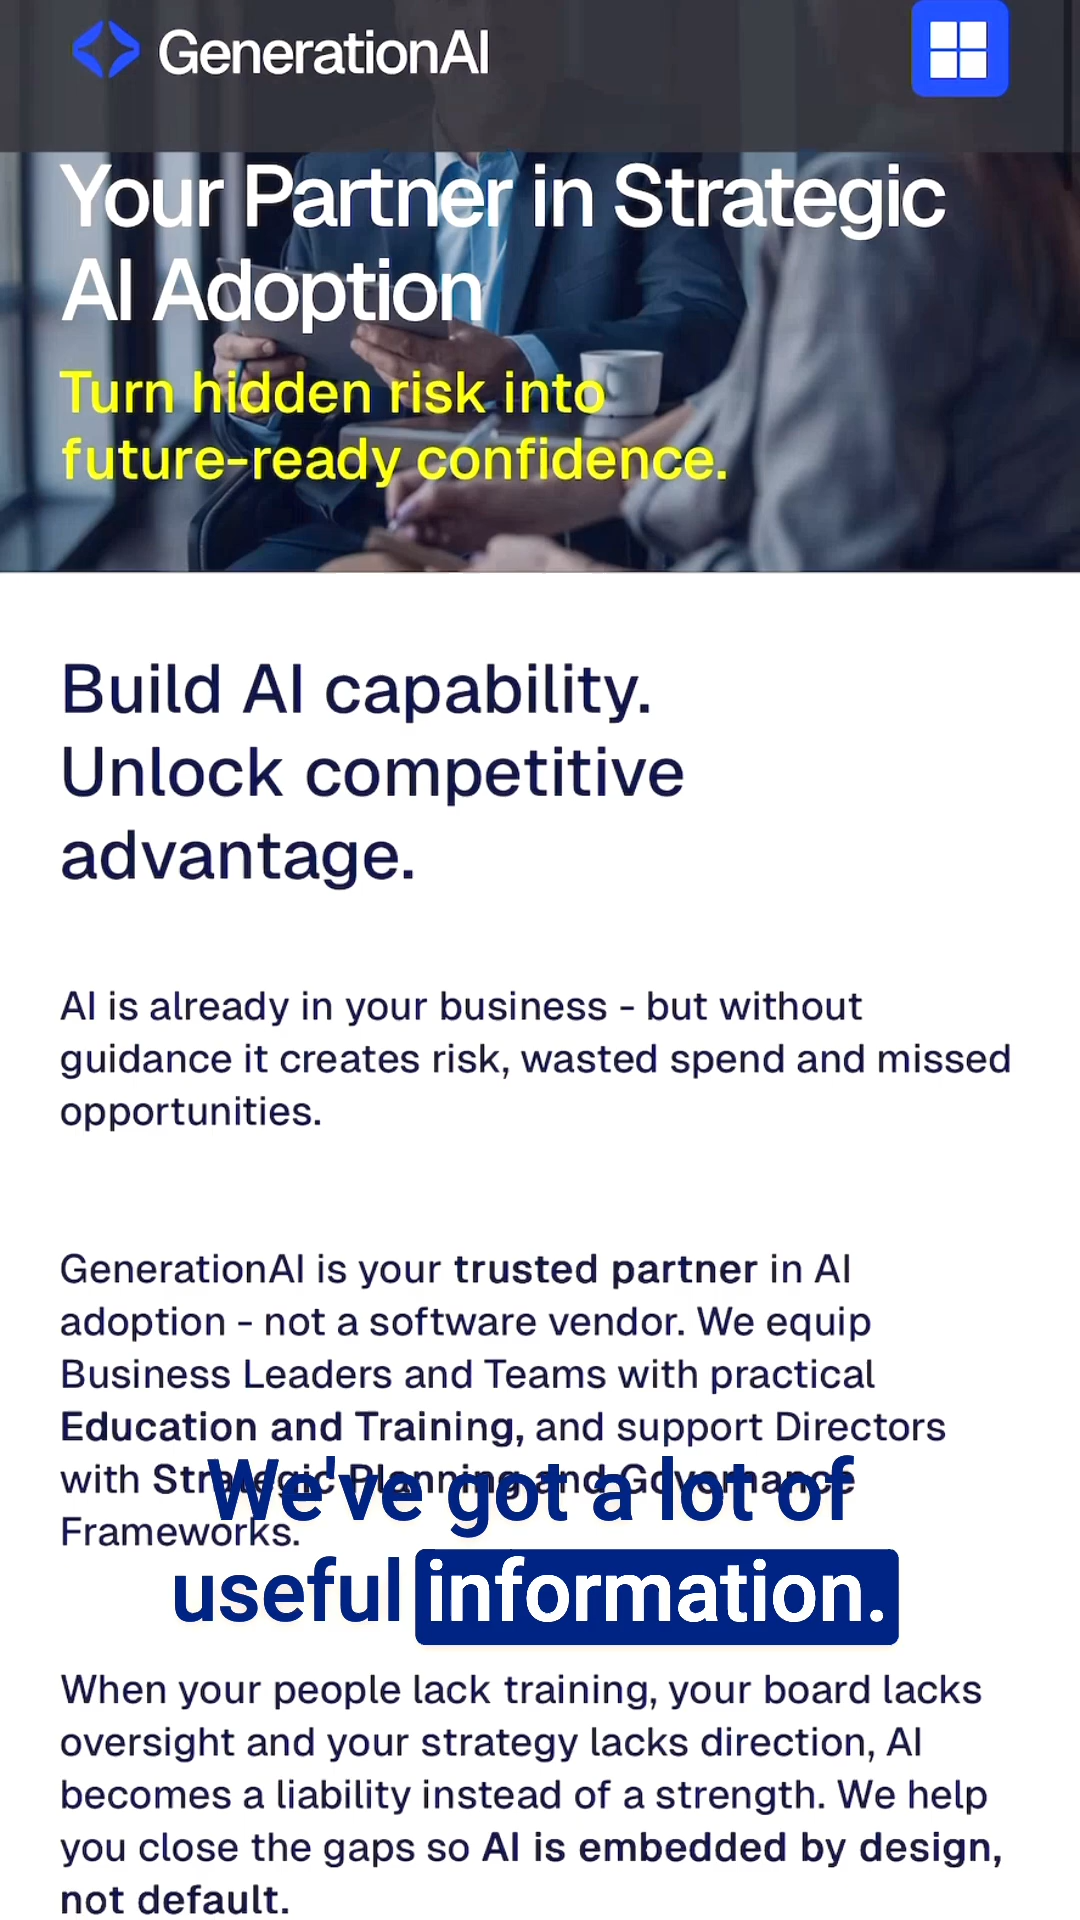 GenerationAI
Your Partner in Strategic
AI Adoption
Turn hidden risk into
future-ready confidence.
Build AI capability.
Unlock competitive
advantage.
AI is already in your business - but without
guidance it creates risk, wasted spend and missed
opportunities.
GenerationAI is your trusted partner in AI
adoption - not a software vendor. We equip
Business Leaders and Teams with practical
Education and Training, and support Directors
with Strategic Planning and Governance
Frameworks.
We've got a lot of
useful information.
When your people lack training, your board lacks
oversight and your strategy lacks direction, AI
becomes a liability instead of a strength. We help
you close the gaps so AI is embedded by design,
not default.